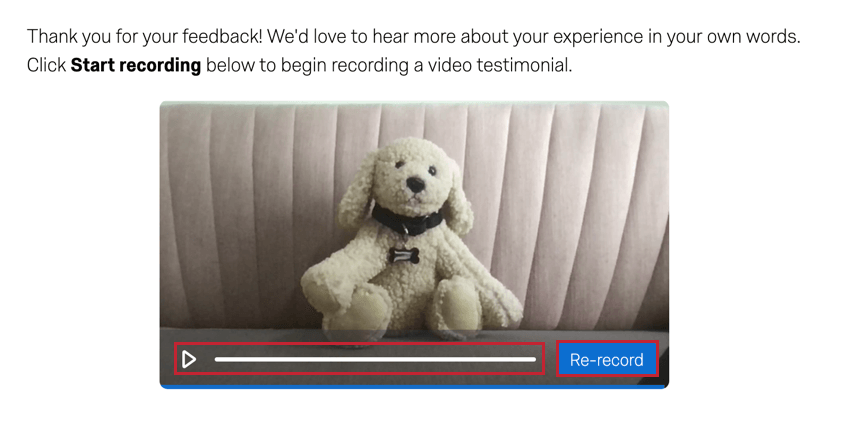 Thank you for your feedback! We'd love to hear more about your experience in your own words.
Click Start recording below to begin recording a video testimonial.
Re-record